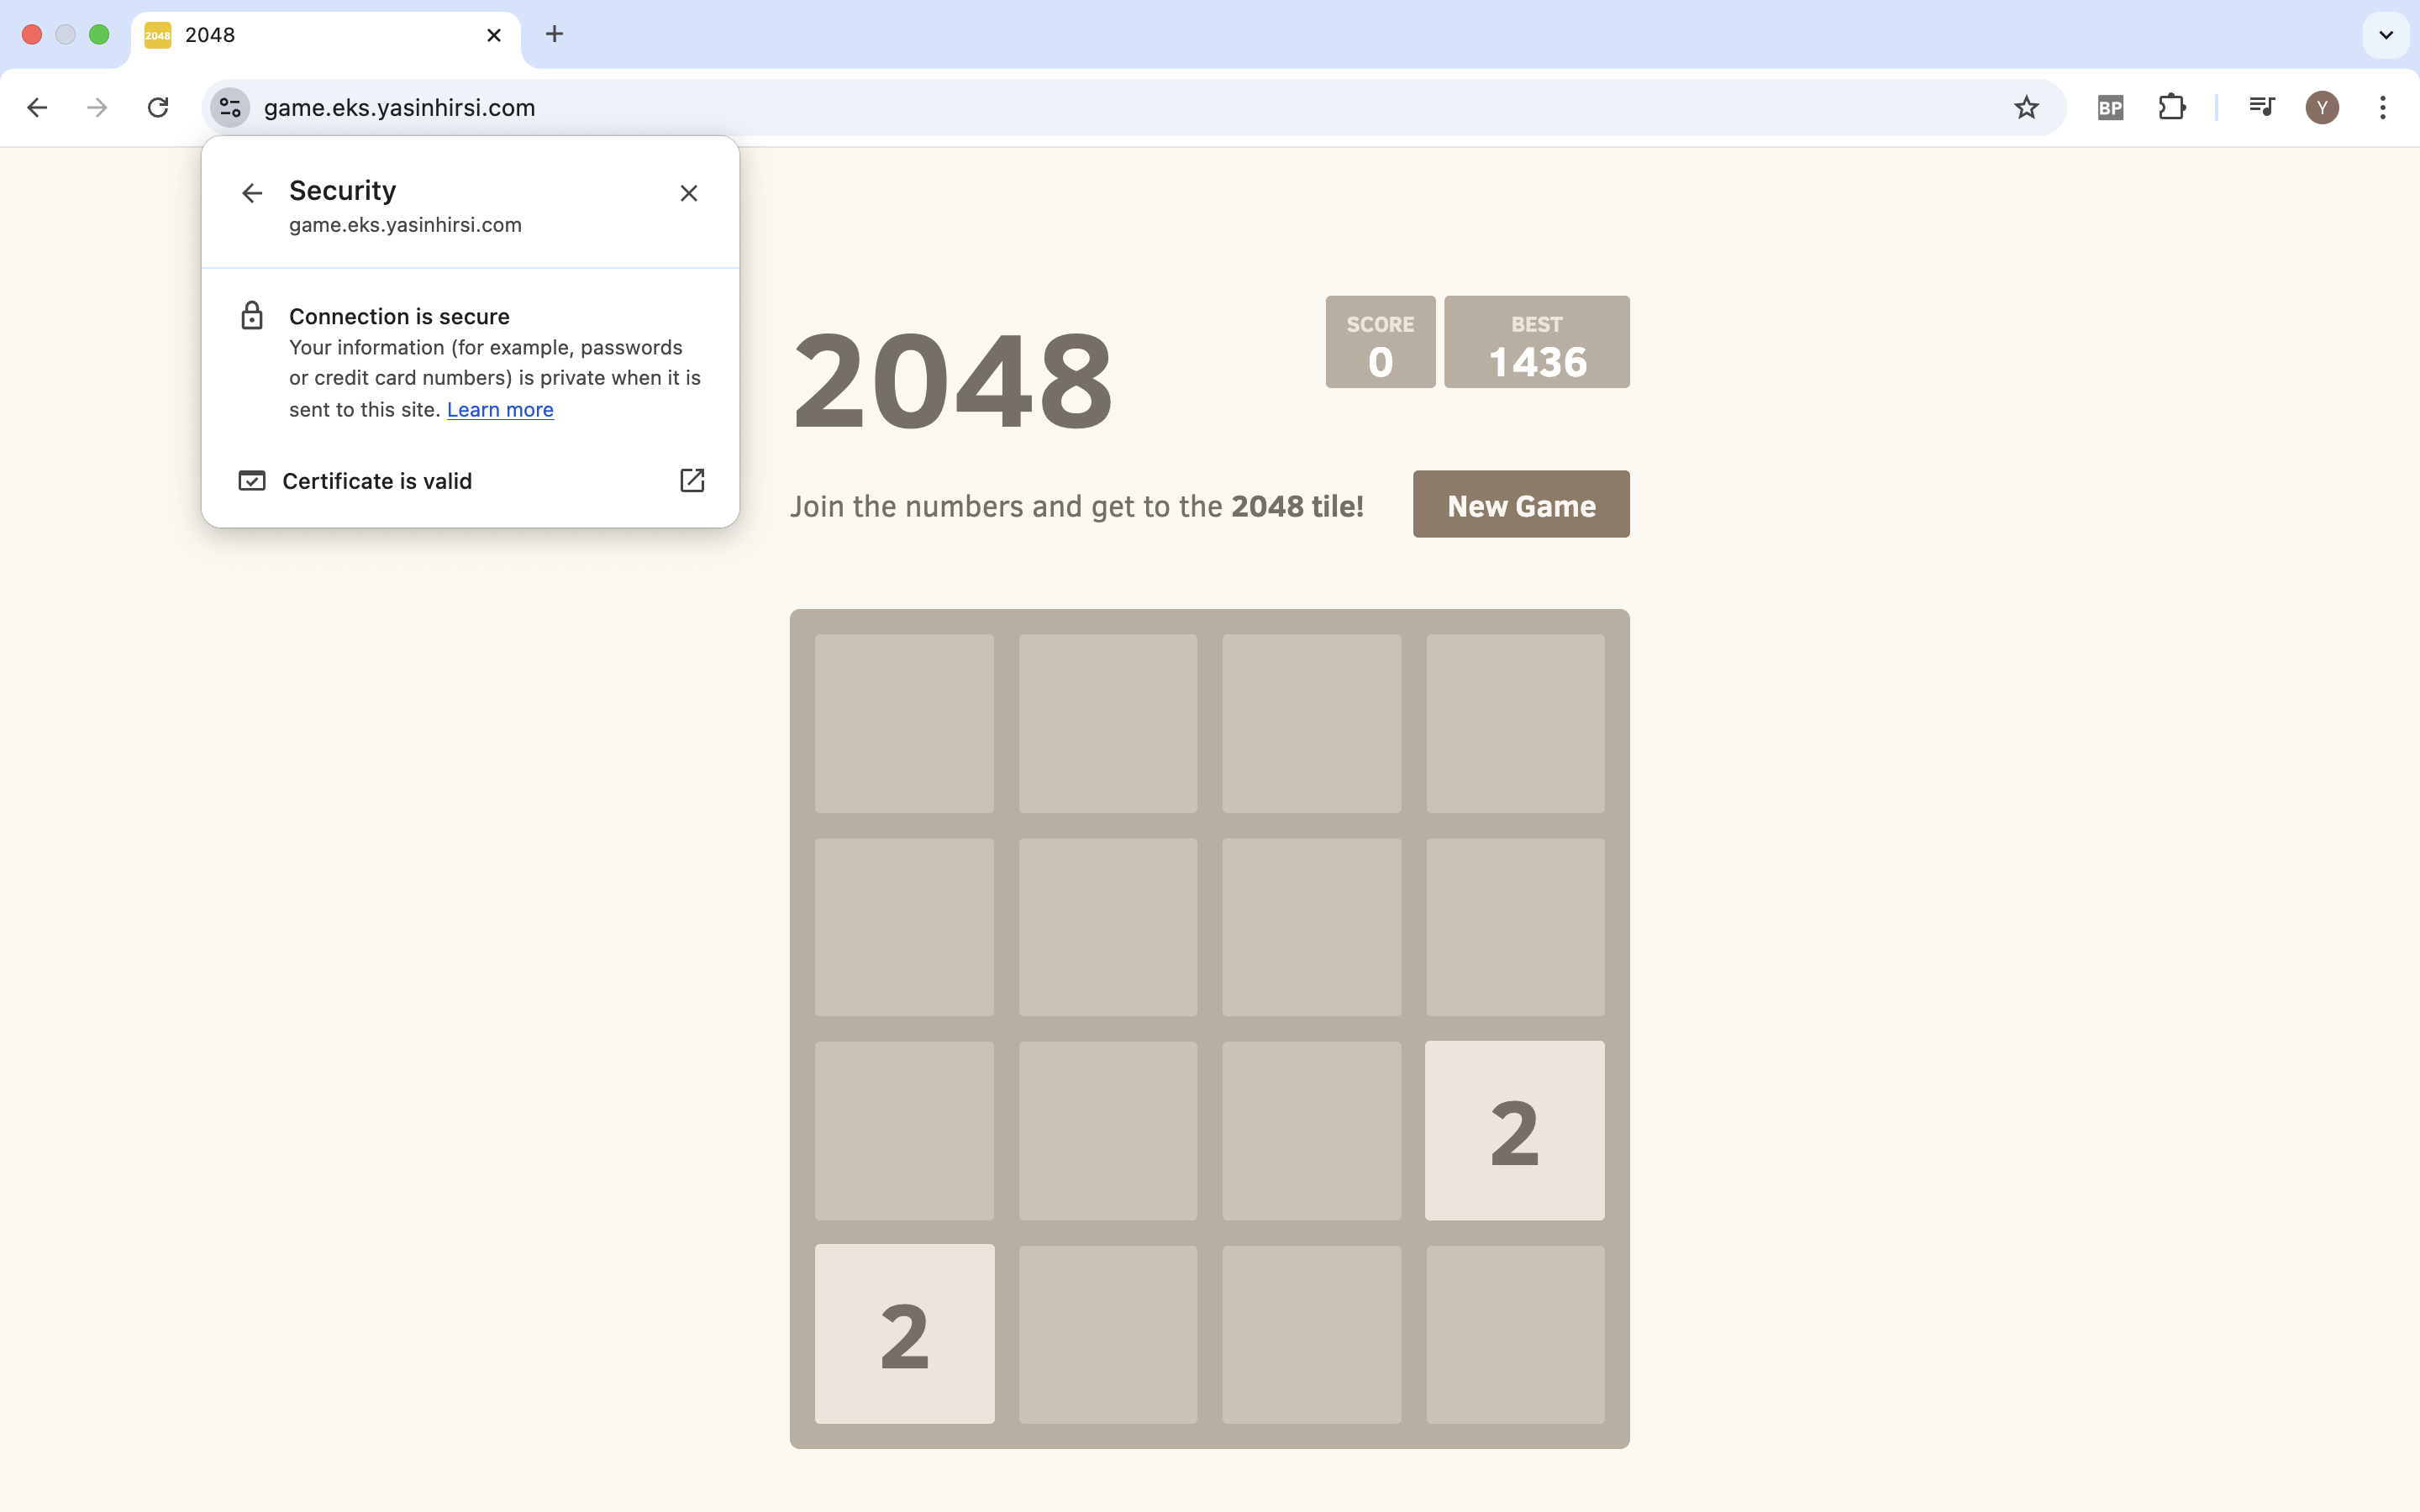 2048
2048
game.eks.yasinhirsi.com
BP
Y
Security
game.eks.yasinhirsi.com
Connection is secure
Your information (for example, passwords
or credit card numbers) is private when it is
sent to this site. Learn more
Certificate is valid
2048
SCORE
0
BEST
1436
Join the numbers and get to the 2048 tile!
New Game
2
2